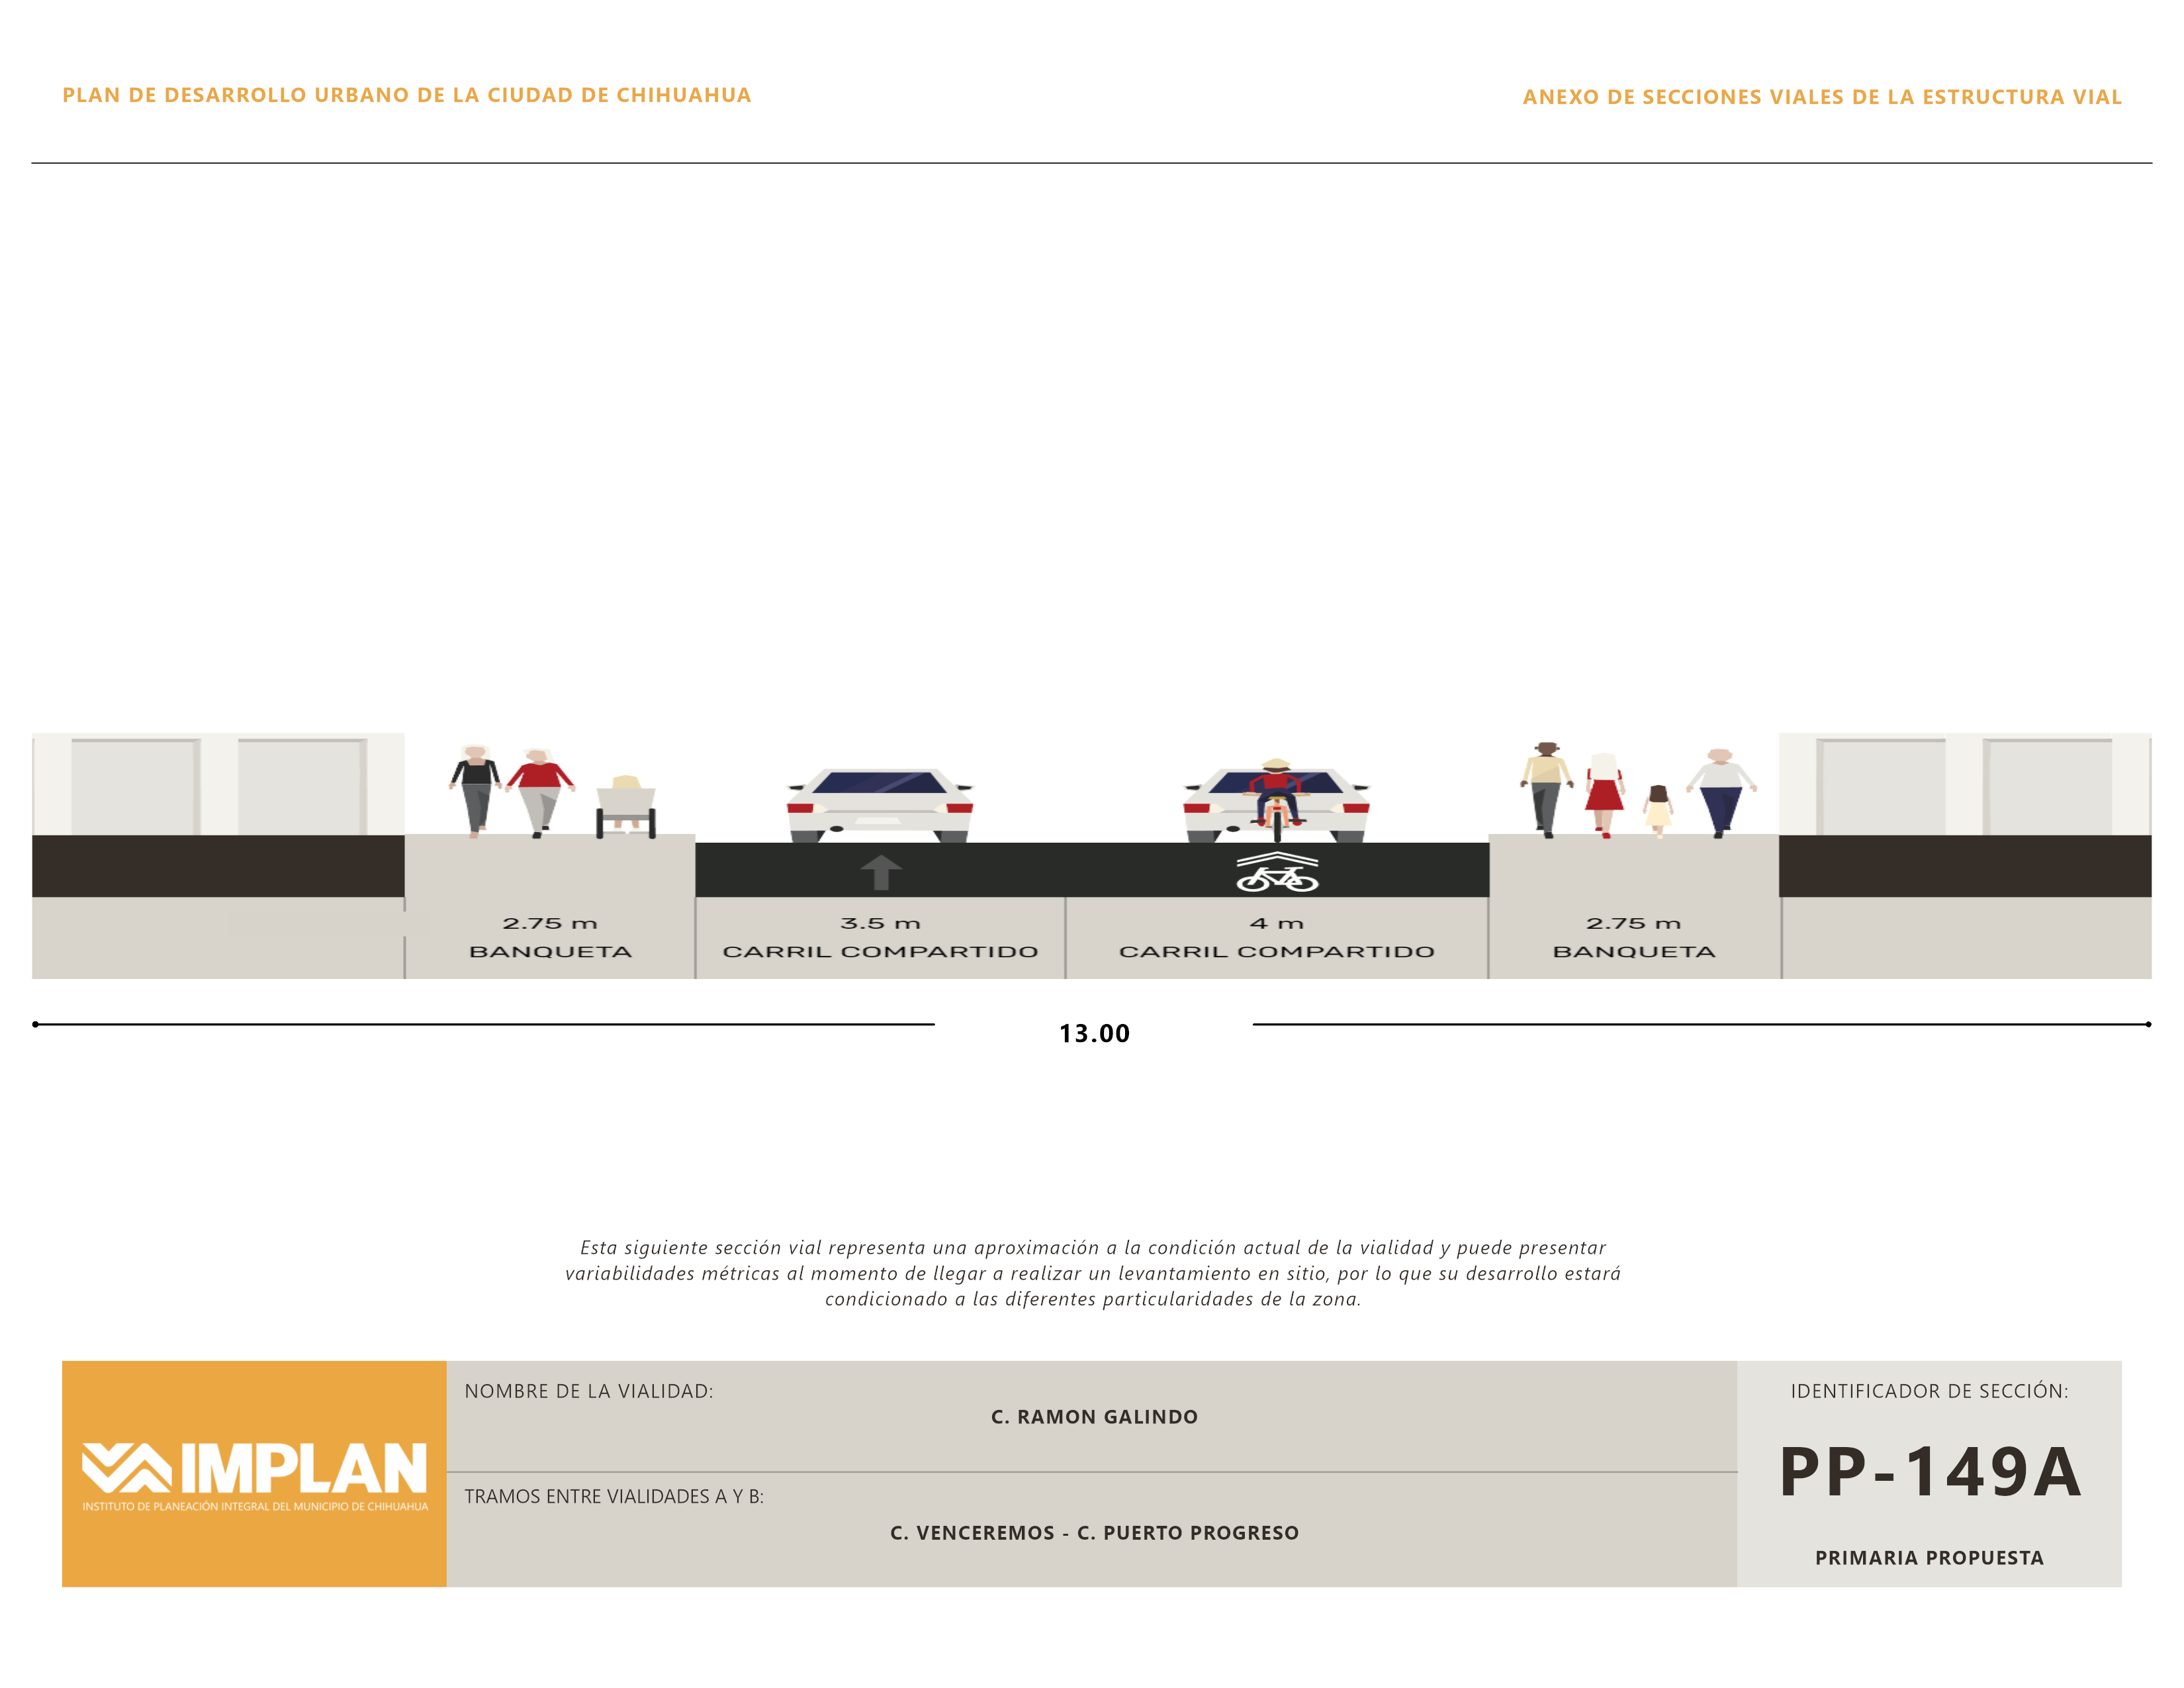 PLAN DE DESARROLLO URBANO DE LA CIUDAD DE CHIHUAHUA
ANEXO DE SECCIONES VIALES DE LA ESTRUCTURA VIAL
2.75 m
BANQUETA
3.5 m
CARRIL COMPARTIDO
4 m
CARRIL COMPARTIDO
2.75 m
BANQUETA
13.00
Esta siguiente sección vial representa una aproximación a la condición actual de la vialidad y puede presentar
variabilidades métricas al momento de llegar a realizar un levantamiento en sitio, por lo que su desarrollo estará
condicionado a las diferentes particularidades de la zona.
IMPLAN
INSTITUTO DE PLANEACIÓN INTEGRAL DEL MUNICIPIO DE CHIHUAHUA
NOMBRE DE LA VIALIDAD:
C. RAMON GALINDO
TRAMOS ENTRE VIALIDADES A Y B:
C. VENCEREMOS - C. PUERTO PROGRESO
IDENTIFICADOR DE SECCIÓN:
PP-149A
PRIMARIA PROPUESTA